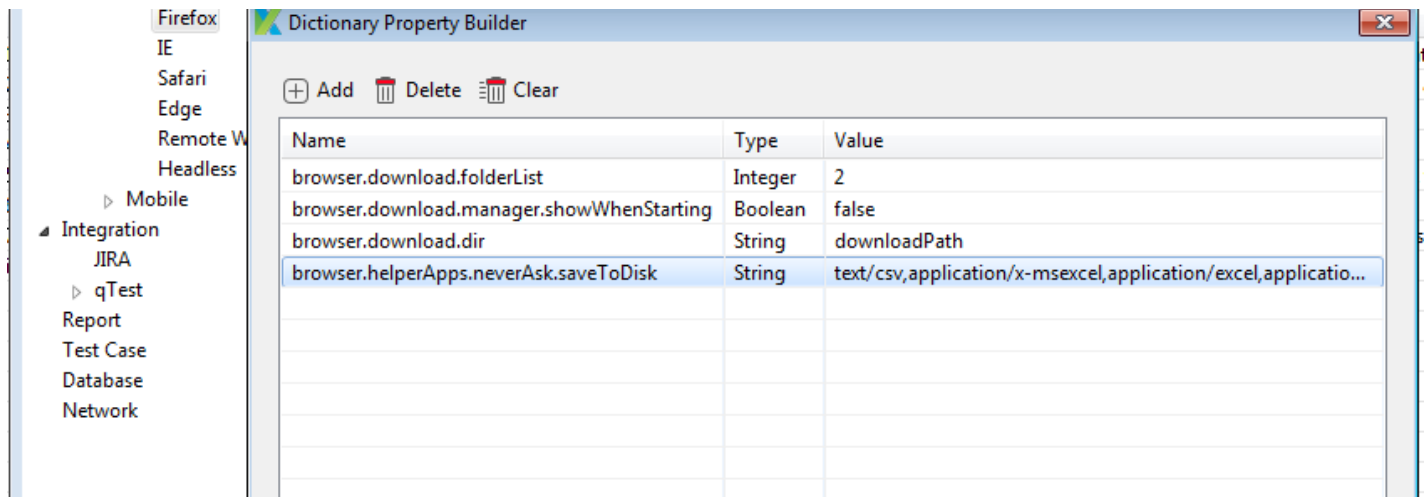 Firefox
IE
Safari
Edge
Remote W
Headless
Mobile
Integration
JIRA
qTest
Report
Test Case
Database
Network
Dictionary Property Builder
Add Delete Clear
Name Type Value
browser.download.folderList Integer 2
browser.download.manager.showWhenStarting Boolean false
browser.download.dir String downloadPath
browser.helperApps.neverAsk.saveToDisk String text/csv,application/x-msexcel,application/excel,applicatio...